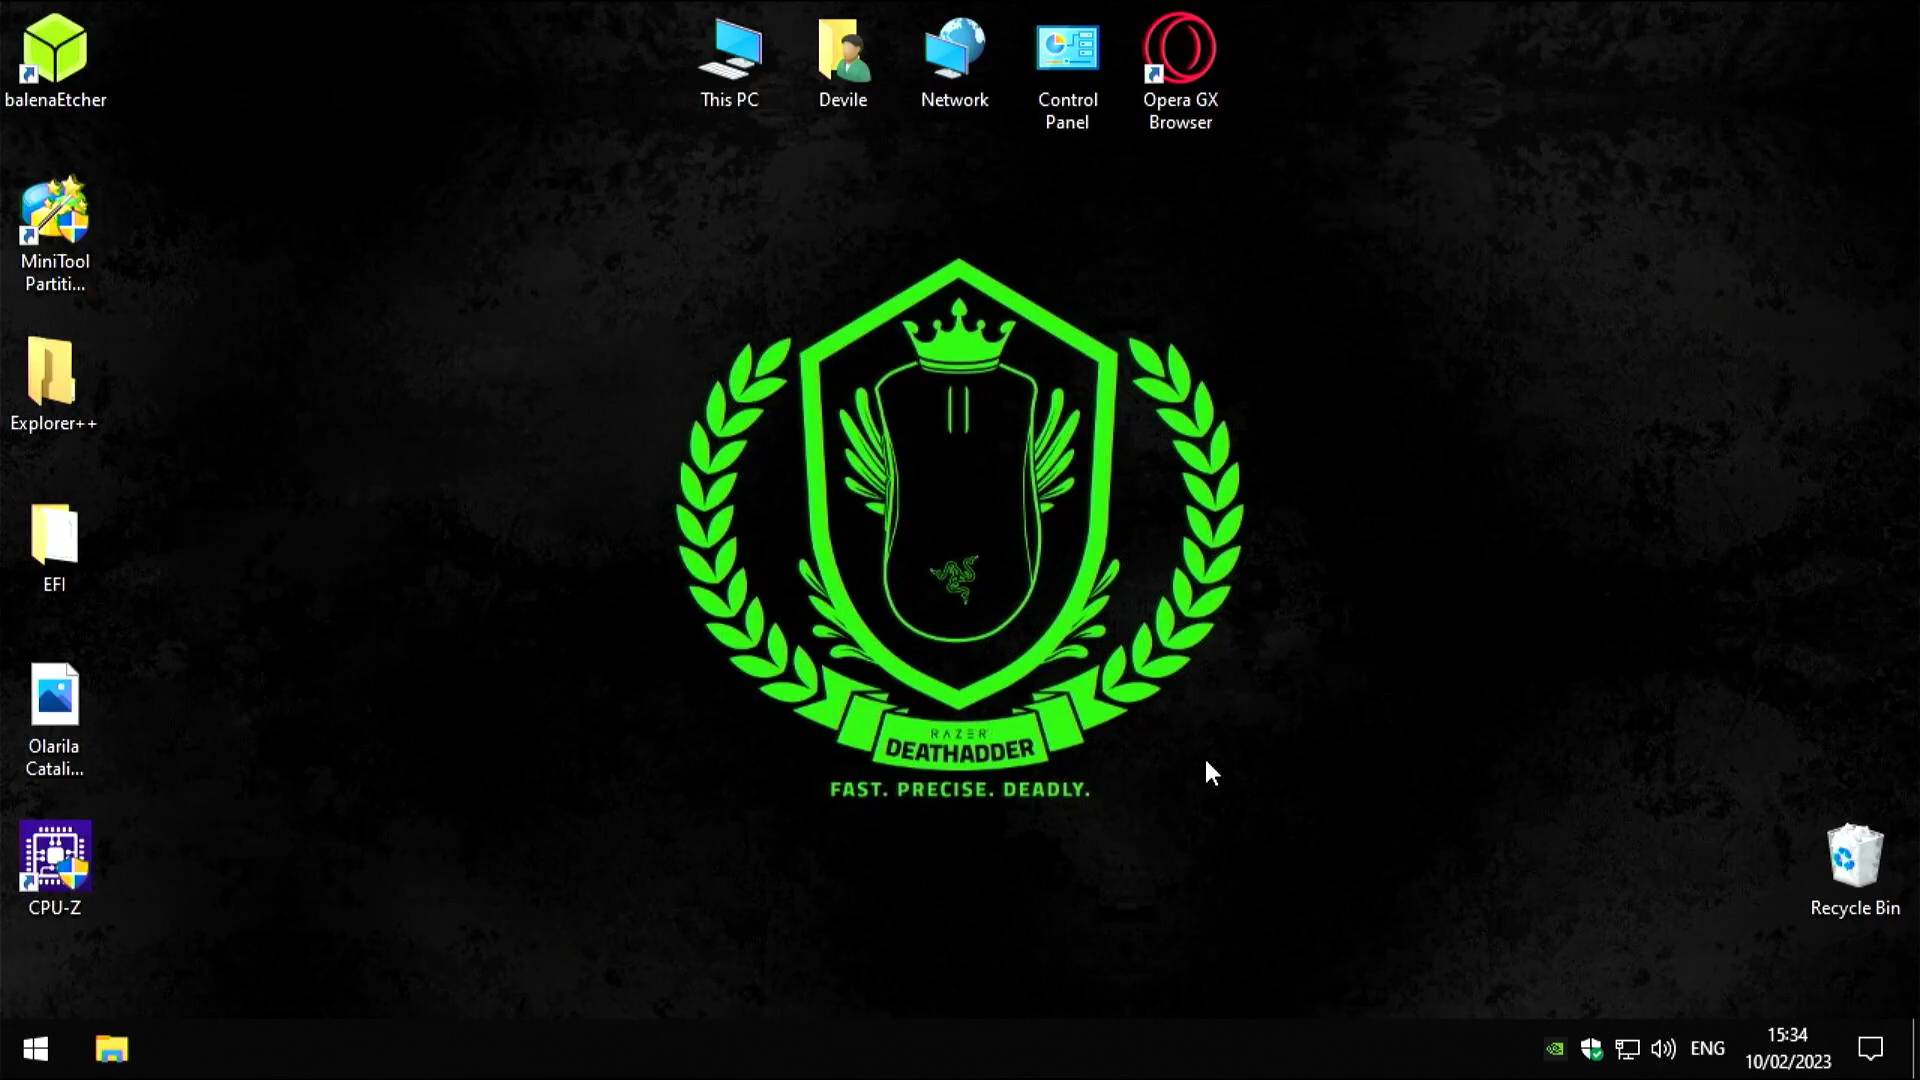 balenaEtcher
This PC
Devile
Network
Control
Panel
Opera GX
Browser
MiniTool
Partiti...
Explorer++
EFI
Olarila
Catali...
CPU-Z
RAZER
DEATHADDER
FAST. PRECISE. DEADLY.
Recycle Bin
ENG
15:34
10/02/2023